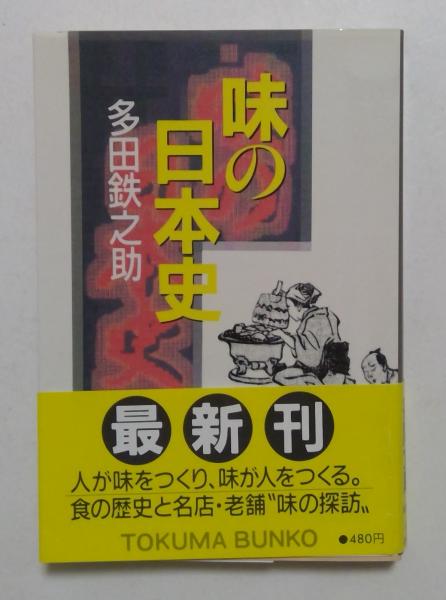 味の
日本史
多田鉄之助
最新刊
人が味をつくり、味が人をつくる。
食の歴史と名店・老舗〝味の探訪〟
TOKUMA BUNKO
●480円